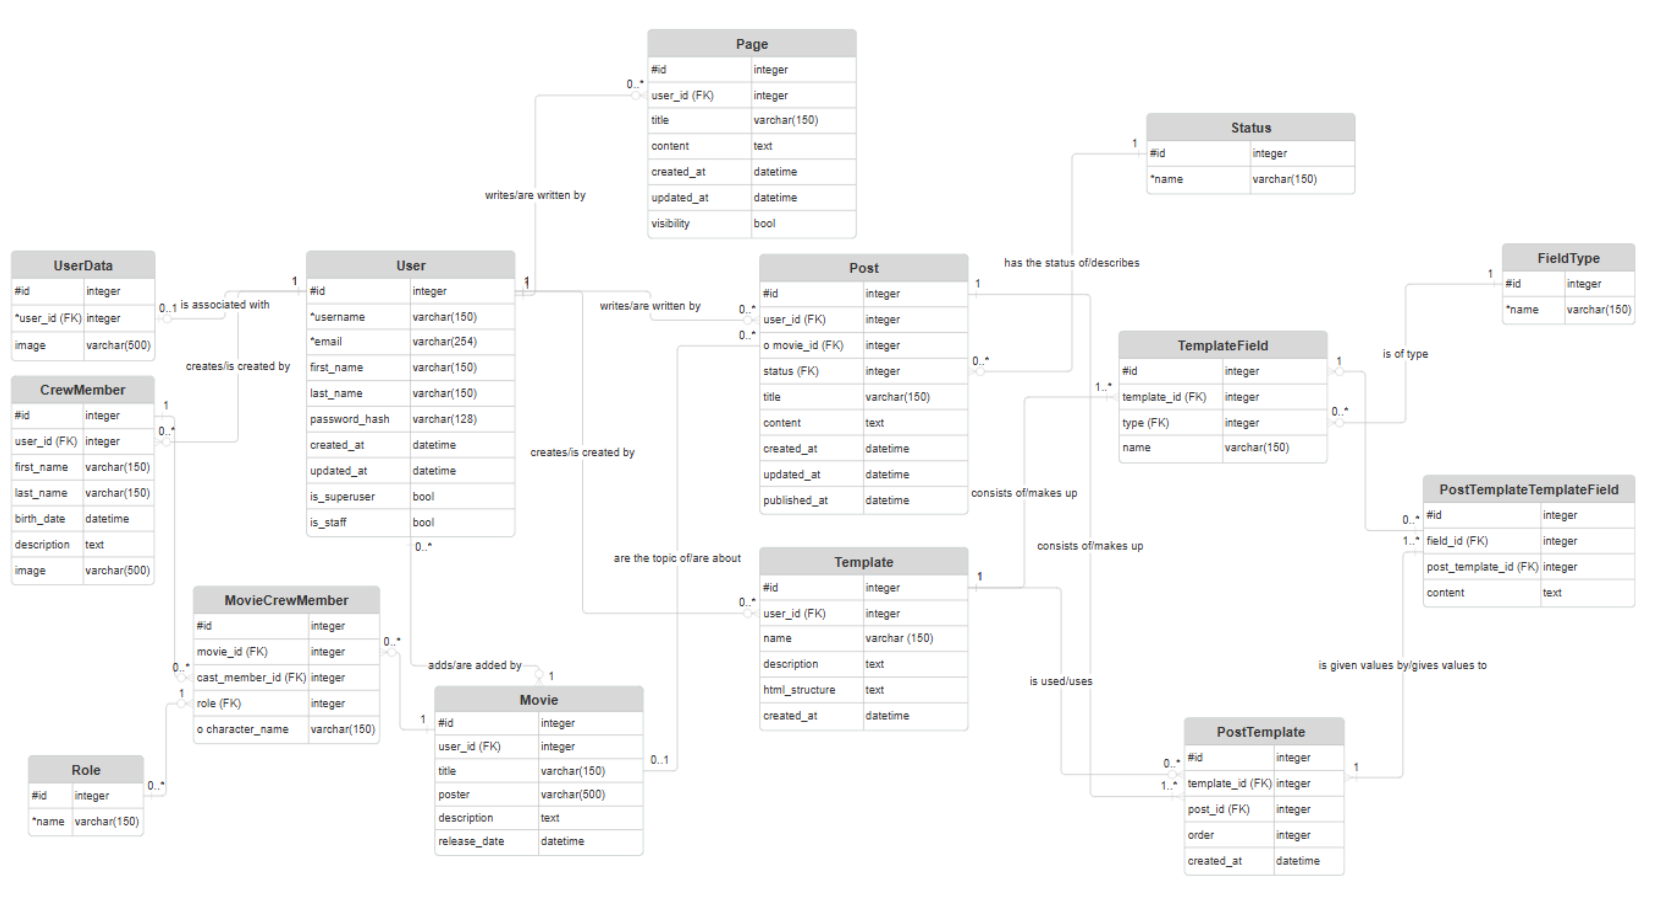 Page
#id integer
user_id (FK) integer
title varchar(150)
content text
created_at datetime
updated_at datetime
visibility bool
0..*
writes/are written by
Status
#id integer
*name varchar(150)
1
has the status of/describes
UserData
#id integer
*user_id (FK) integer
image varchar(500)
0..1
is associated with
1
User
#id integer
*username varchar(150)
*email varchar(254)
first_name varchar(150)
last_name varchar(150)
password_hash varchar(128)
created_at datetime
updated_at datetime
is_superuser bool
is_staff bool
1
0..*
writes/are written by
0..*
0..*
Post
#id integer
user_id (FK) integer
o movie_id (FK) integer
status (FK) integer
title varchar(150)
content text
created_at datetime
updated_at datetime
published_at datetime
1
0..*
FieldType
#id integer
*name varchar(150)
1
is of type
TemplateField
#id integer
template_id (FK) integer
type (FK) integer
name varchar(150)
1..*
1
0..*
creates/is created by
CrewMember
#id integer
user_id (FK) integer
first_name varchar(150)
last_name varchar(150)
birth_date datetime
description text
image varchar(500)
1
0..*
creates/is created by
consists of/makes up
consists of/makes up
PostTemplateTemplateField
#id integer
field_id (FK) integer
post_template_id (FK) integer
content text
0..*
1..*
are the topic of/are about
Template
#id integer
user_id (FK) integer
name varchar (150)
description text
html_structure text
created_at datetime
0..*
1
is used/uses
is given values by/gives values to
MovieCrewMember
#id integer
movie_id (FK) integer
cast_member_id (FK) integer
role (FK) integer
o character_name varchar(150)
0..*
0..*
1
adds/are added by
1
Movie
#id integer
user_id (FK) integer
title varchar(150)
poster varchar(500)
description text
release_date datetime
1
0..1
Role
#id integer
*name varchar(150)
0..*
PostTemplate
#id integer
template_id (FK) integer
post_id (FK) integer
order integer
created_at datetime
0..*
1..*
1